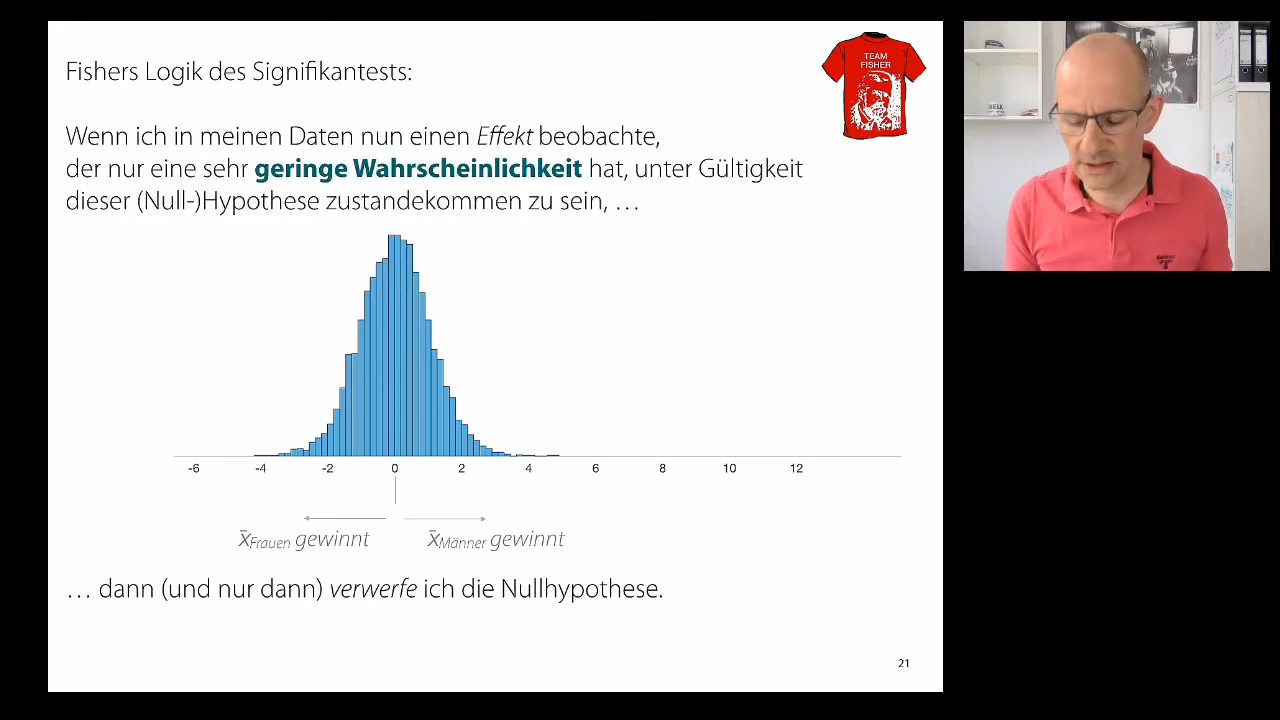 Fishers Logik des Signifikantests:
TEAM
FISHER
Wenn ich in meinen Daten nun einen Effekt beobachte,
der nur eine sehr geringe Wahrscheinlichkeit hat, unter Gültigkeit
dieser (Null-)Hypothese zustandekommen zu sein, …
-6 -4 -2 0 2 4 6 8 10 12
x̄Frauen gewinnt x̄Männer gewinnt
… dann (und nur dann) verwerfe ich die Nullhypothese.
21